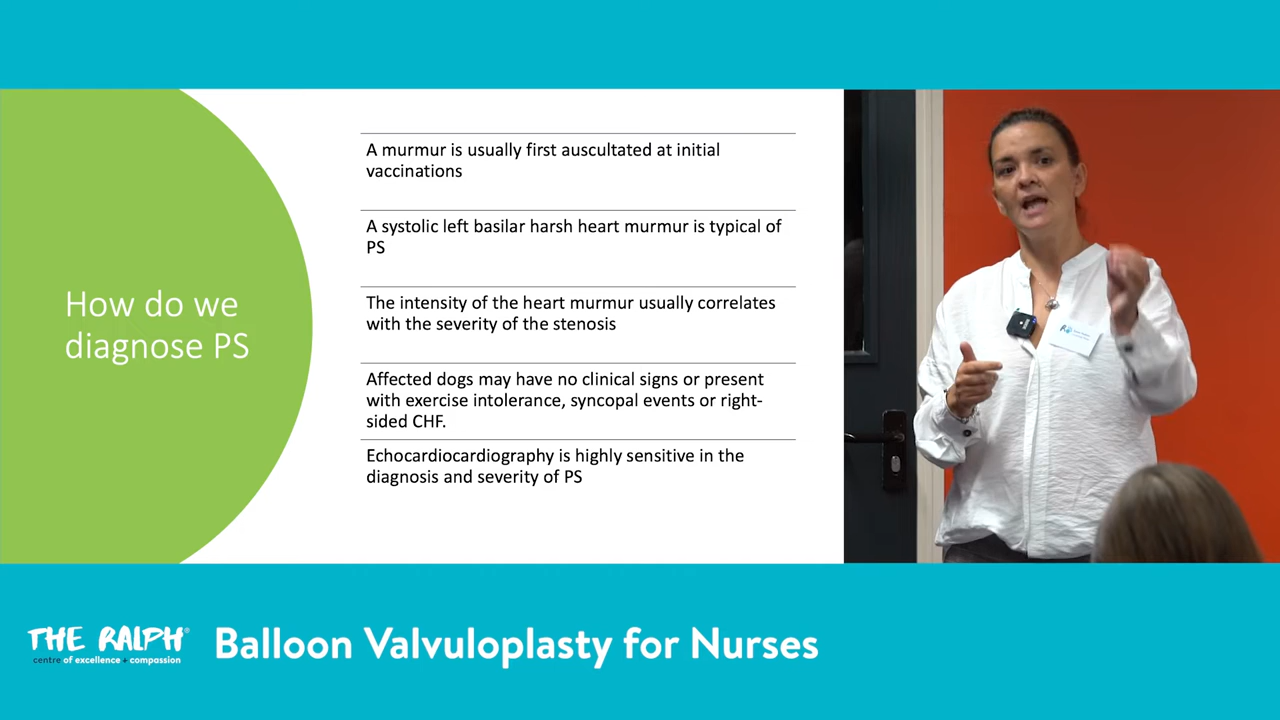 How do we
diagnose PS
A murmur is usually first auscultated at initial
vaccinations
A systolic left basilar harsh heart murmur is typical of
PS
The intensity of the heart murmur usually correlates
with the severity of the stenosis
Affected dogs may have no clinical signs or present
with exercise intolerance, syncopal events or right-
sided CHF.
Echocardiocardiography is highly sensitive in the
diagnosis and severity of PS
THE RALPH®
centre of excellence + compassion
Balloon Valvuloplasty for Nurses